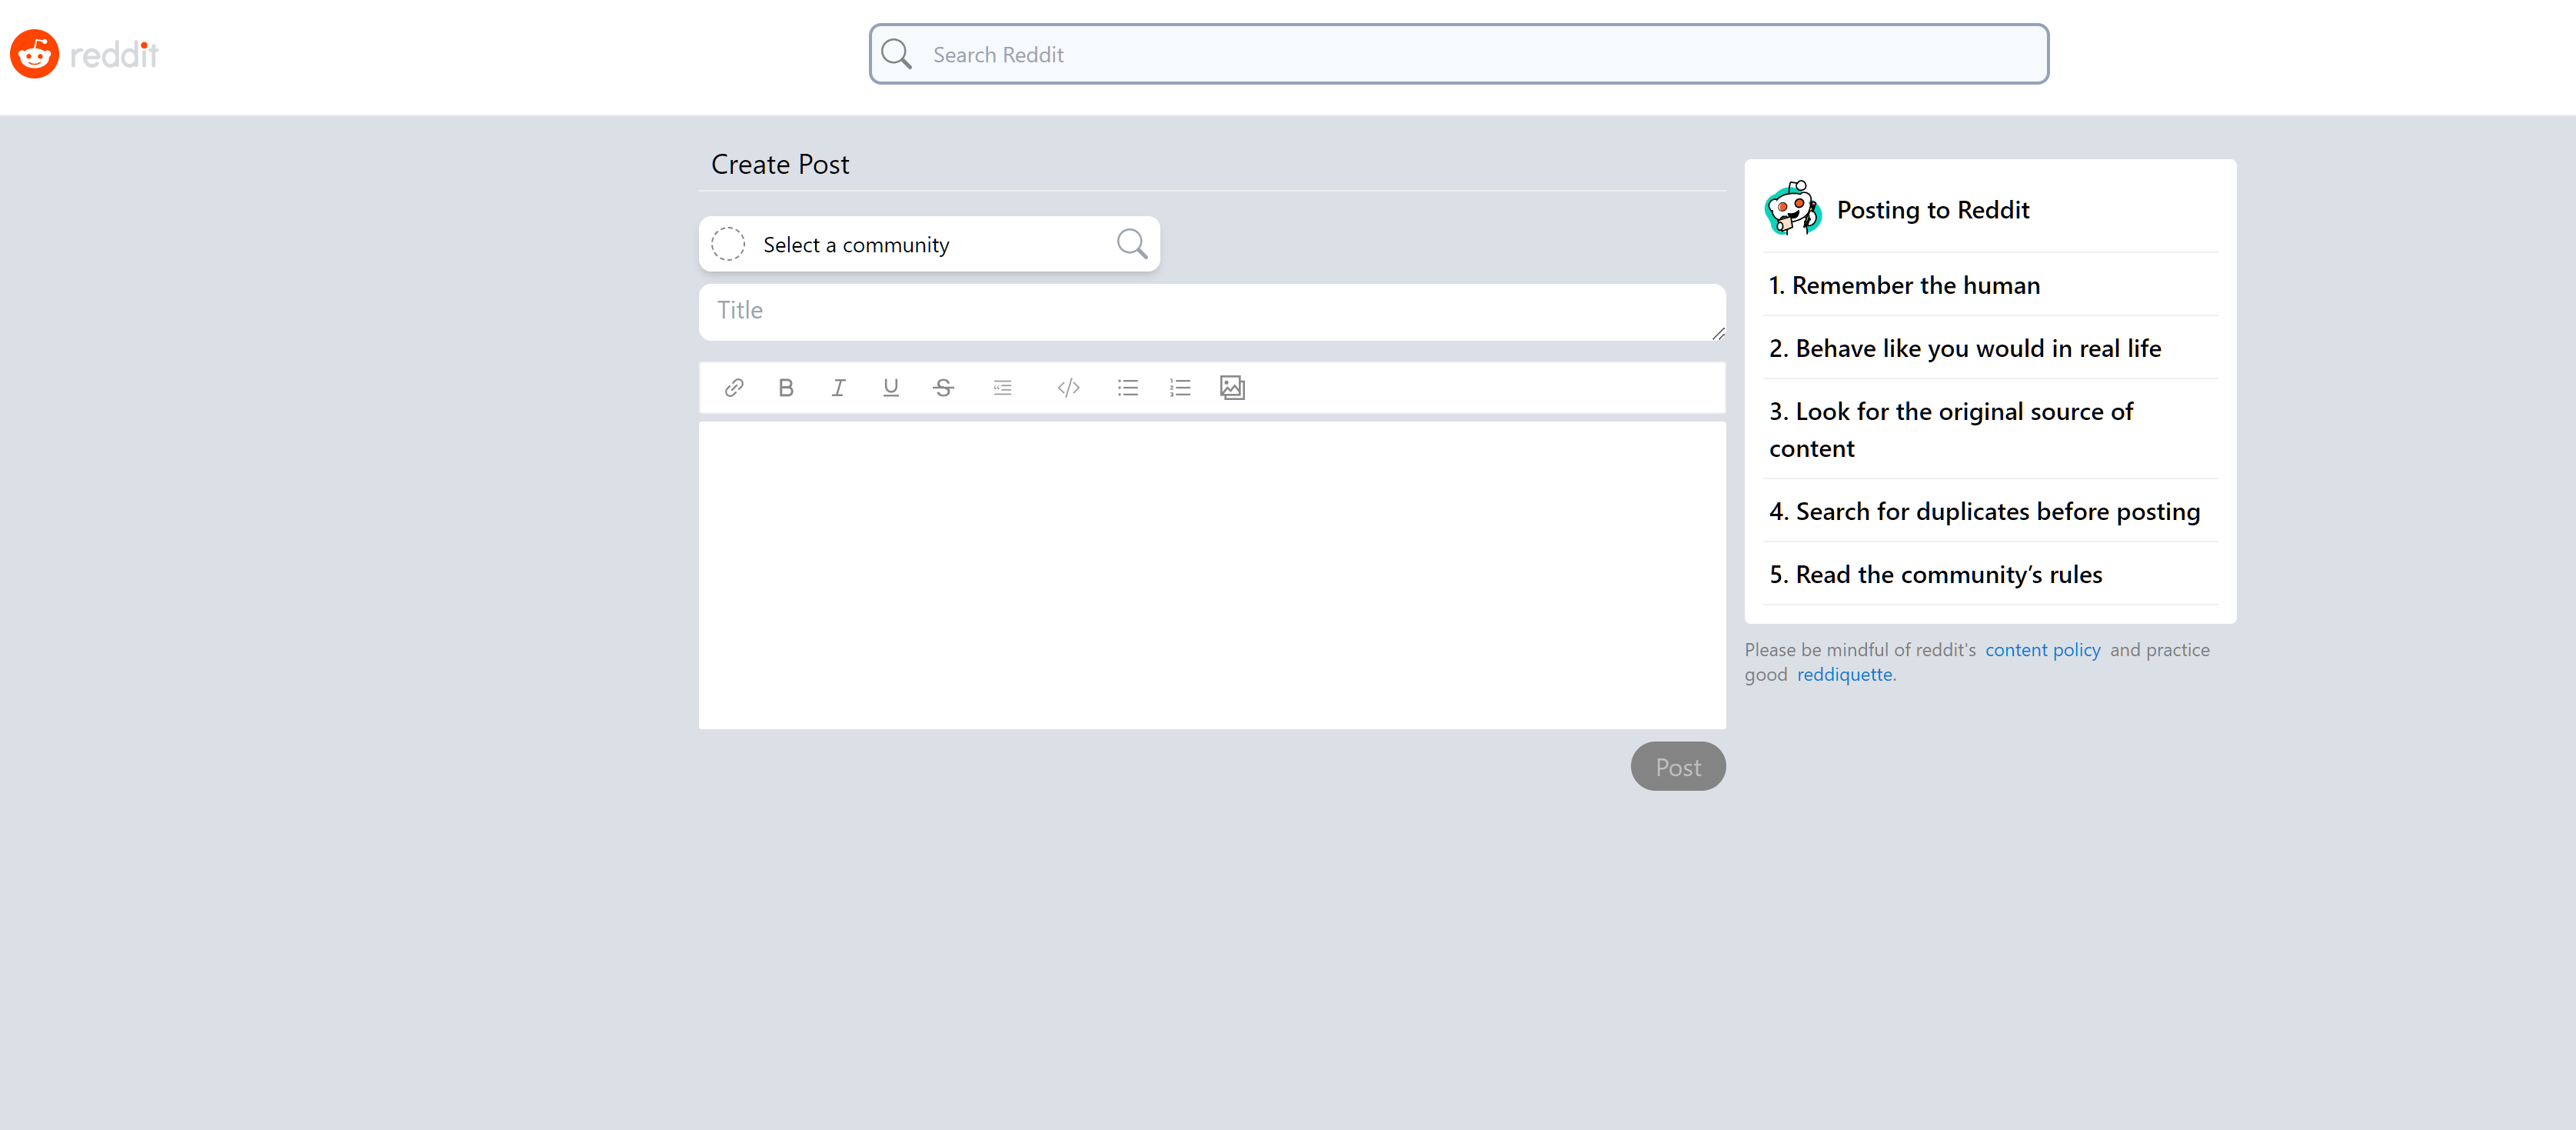 reddit
Search Reddit
Create Post
Select a community
Title
Post
Posting to Reddit
1. Remember the human
2. Behave like you would in real life
3. Look for the original source of
content
4. Search for duplicates before posting
5. Read the community’s rules
Please be mindful of reddit's content policy and practice
good reddiquette.